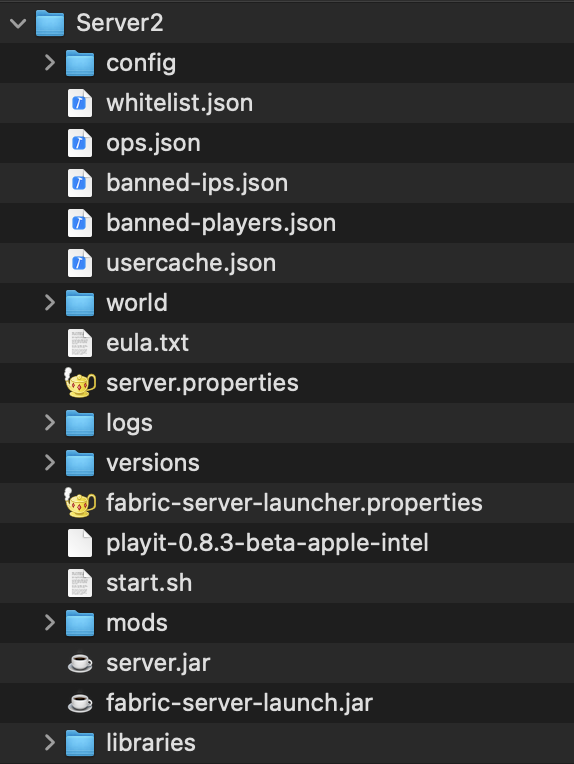 Server2
config
whitelist.json
ops.json
banned-ips.json
banned-players.json
usercache.json
world
eula.txt
server.properties
logs
versions
fabric-server-launcher.properties
playit-0.8.3-beta-apple-intel
start.sh
mods
server.jar
fabric-server-launch.jar
libraries